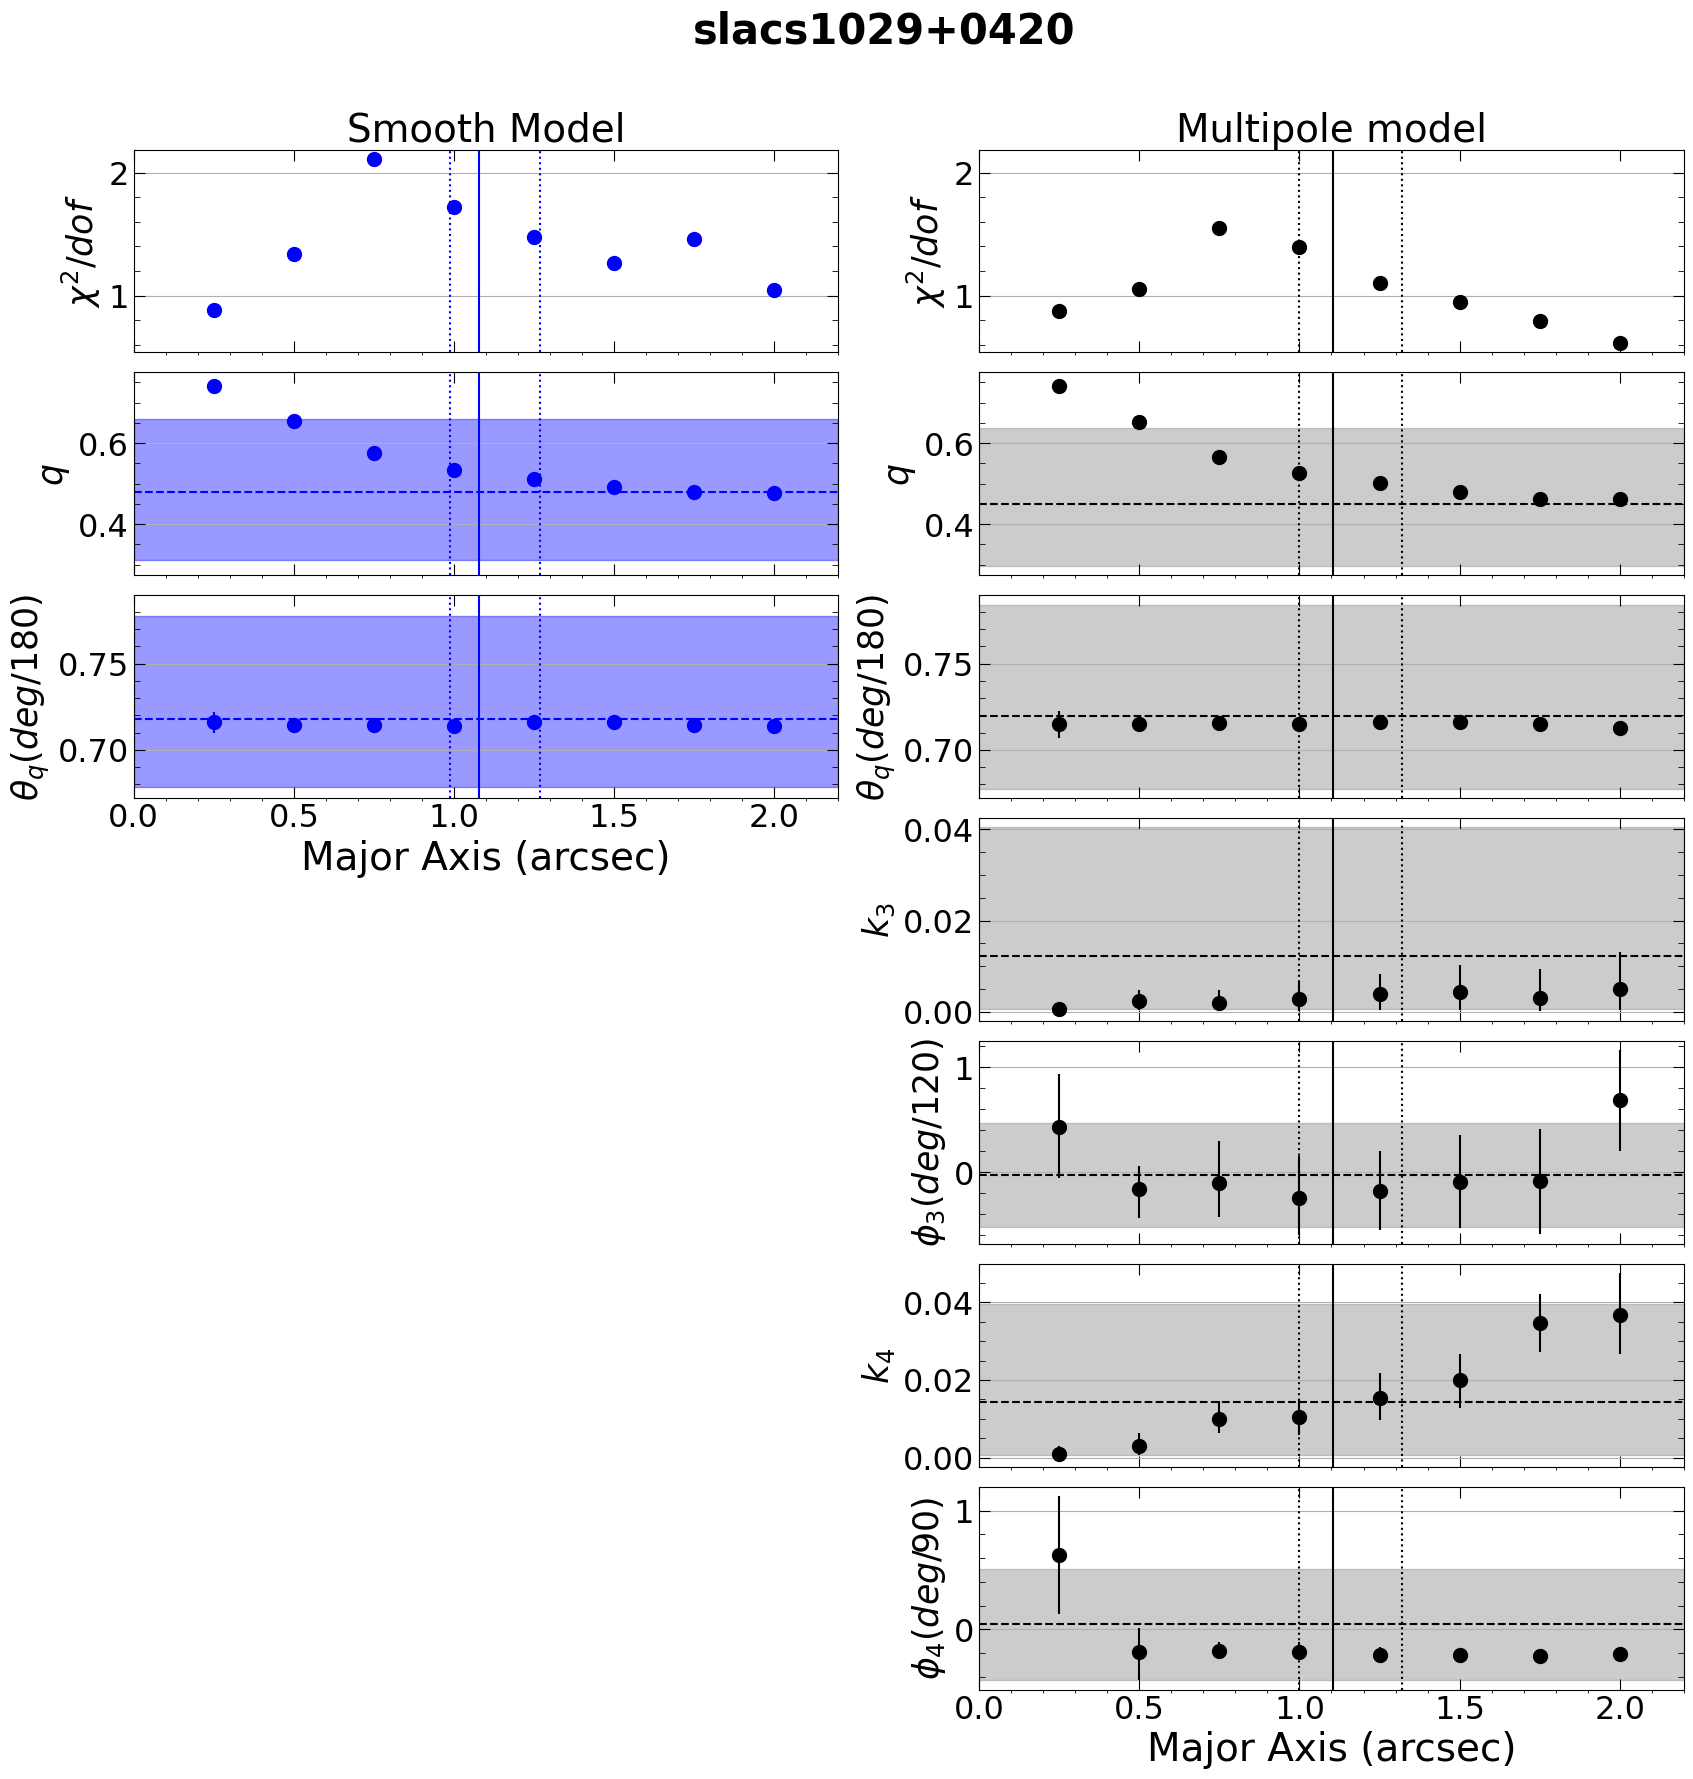 slacs1029+0420
Smooth Model
Multipole model
χ²/dof
2
1
χ²/dof
2
1
q
0.6
0.4
q
0.6
0.4
θ_q(deg/180)
0.75
0.70
0.0 0.5 1.0 1.5 2.0
Major Axis (arcsec)
θ_q(deg/180)
0.75
0.70
k₃
0.04
0.02
0.00
ϕ₃(deg/120)
1
0
k₄
0.04
0.02
0.00
ϕ₄(deg/90)
1
0
0.0 0.5 1.0 1.5 2.0
Major Axis (arcsec)